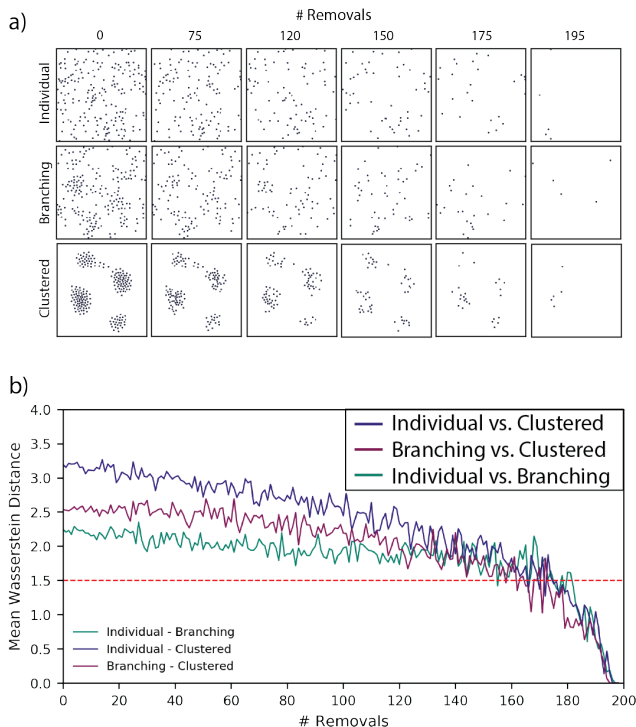 a)
# Removals
0 75 120 150 175 195
Individual
Branching
Clustered
b)
4.0
3.5
3.0
2.5
2.0
1.5
1.0
0.5
0.0
Mean Wasserstein Distance
Individual vs. Clustered
Branching vs. Clustered
Individual vs. Branching
Individual - Branching
Individual - Clustered
Branching - Clustered
0 20 40 60 80 100 120 140 160 180 200
# Removals